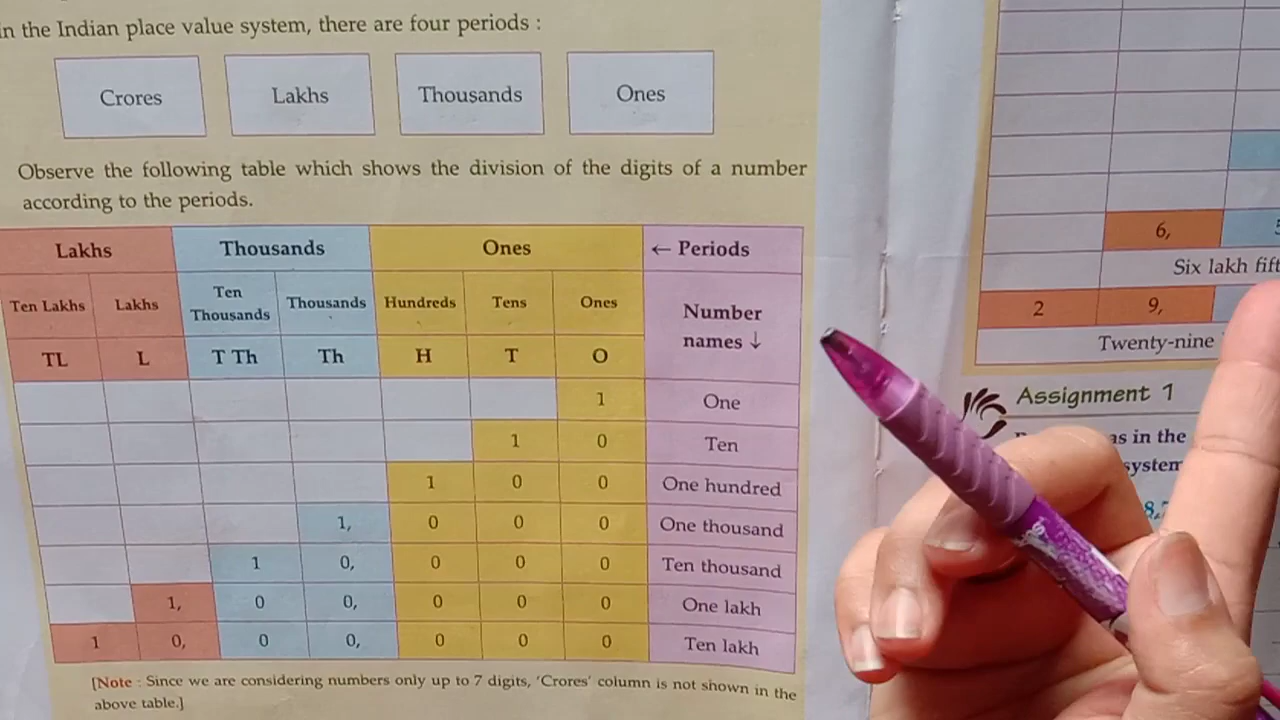 in the Indian place value system, there are four periods :
Crores Lakhs Thousands Ones
Observe the following table which shows the division of the digits of a number
according to the periods.
Lakhs Thousands Ones ← Periods
Ten Lakhs Lakhs Ten Thousands Thousands Hundreds Tens Ones Number names ↓
TL L T Th Th H T O
1 One
1 0 Ten
1 0 0 One hundred
1, 0 0 0 One thousand
1 0, 0 0 0 Ten thousand
1, 0 0, 0 0 0 One lakh
1 0, 0 0, 0 0 0 Ten lakh
[Note : Since we are considering numbers only up to 7 digits, 'Crores' column is not shown in the
above table.]
6,
Six lakh
2 9,
Twenty-nine
Assignment 1
as in the
system